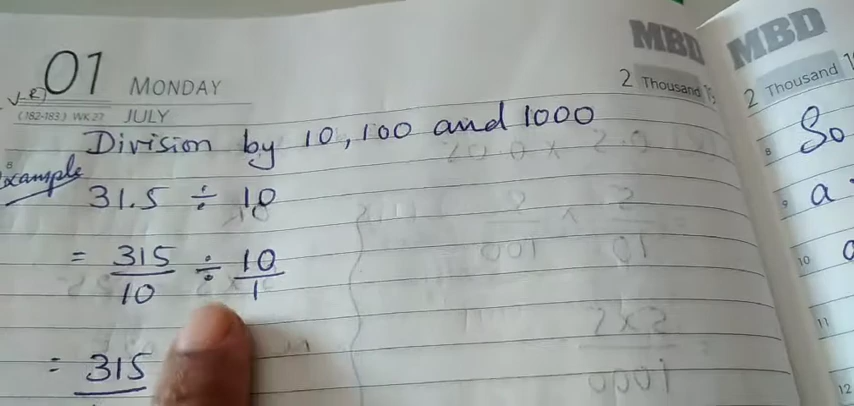 01 MONDAY
(182-183) WK 27 JULY
MBD
2 Thousand
MBD
2 Thousand
Division by 10, 100 and 1000
Example
31.5 ÷ 10
= 315/10 ÷ 10/1
= 315
8 So
9 a
10
11
12